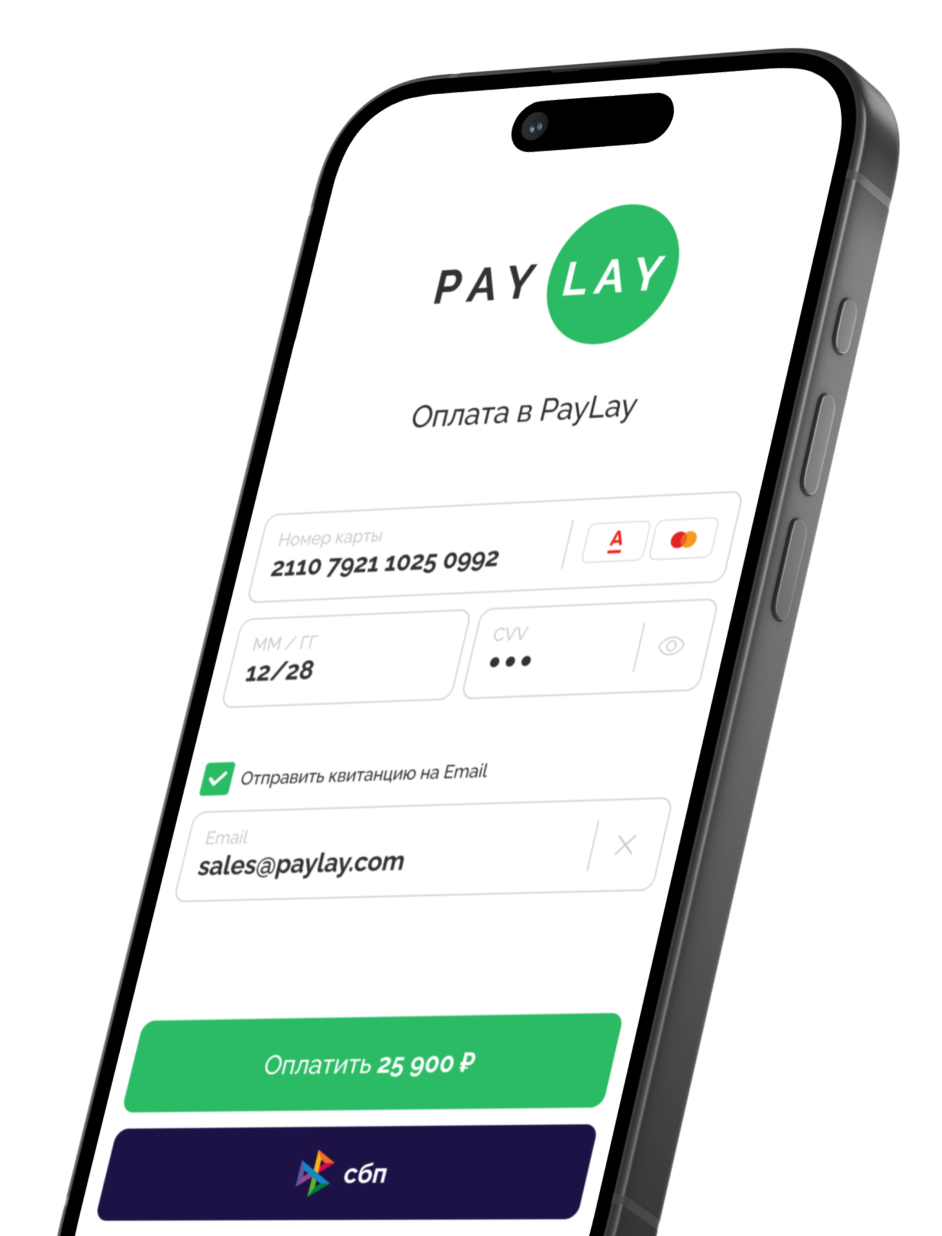 PAY LAY
Оплата в PayLay
Номер карты
2110 7921 1025 0992
А
ММ / ГГ
12/28
CVV
•••
Отправить квитанцию на Email
Email
sales@paylay.com
Оплатить 25 900 ₽
сбп